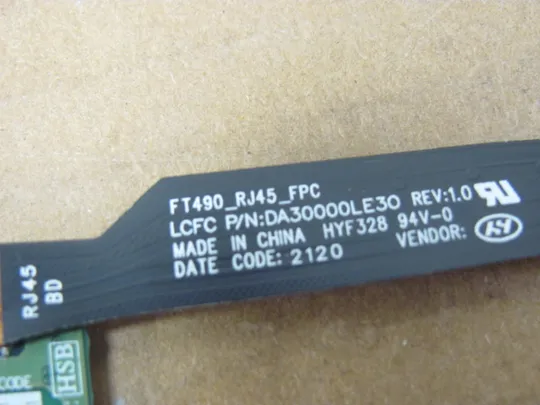 FT490_RJ45_FPC
LCFC P/N:DA30000LE30 REV:1.0
MADE IN CHINA HYF328 94V-0
DATE CODE: 2120 VENDOR:
RJ45
BD
CODE
HSB